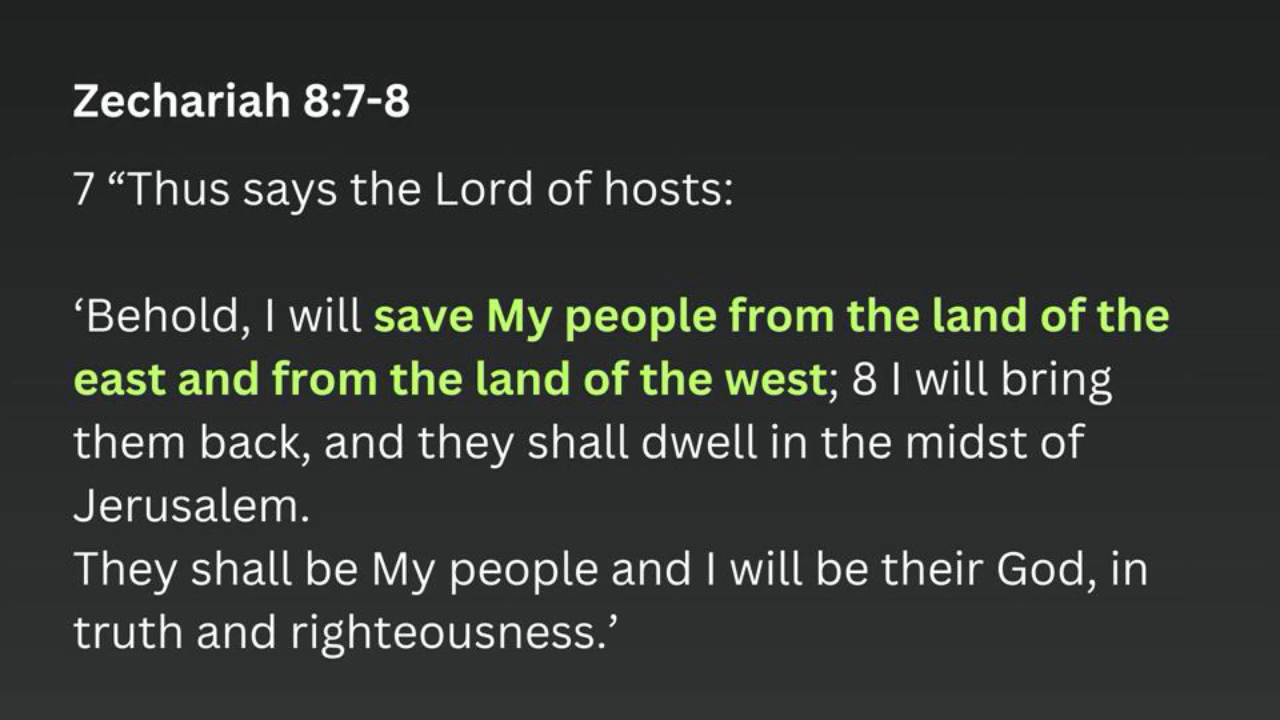 Zechariah 8:7-8
7 “Thus says the Lord of hosts:
‘Behold, I will save My people from the land of the
east and from the land of the west; 8 I will bring
them back, and they shall dwell in the midst of
Jerusalem.
They shall be My people and I will be their God, in
truth and righteousness.’